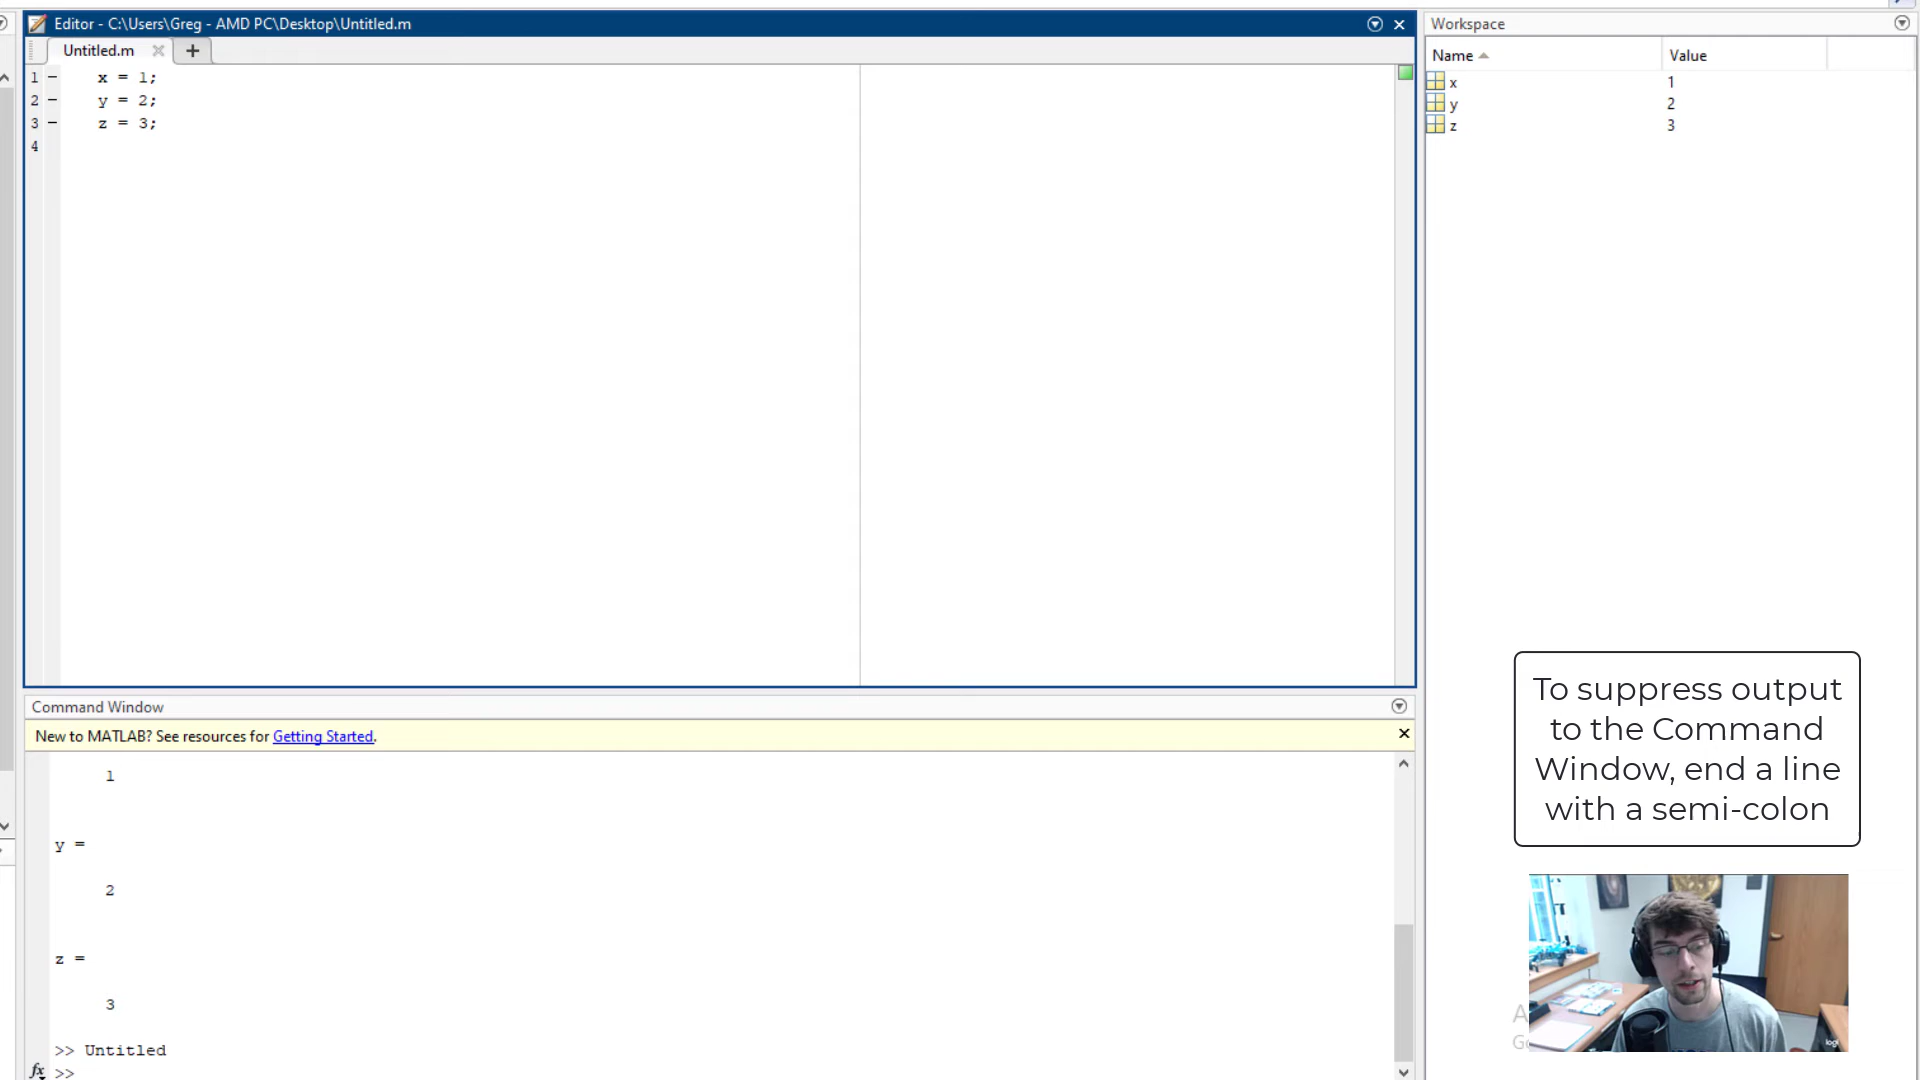 Editor - C:\Users\Greg - AMD PC\Desktop\Untitled.m
Untitled.m
1 - x = 1;
2 - y = 2;
3 - z = 3;
4
Workspace
Name Value
x 1
y 2
z 3
Command Window
New to MATLAB? See resources for Getting Started.
1
y =
2
z =
3
>> Untitled
fx >>
To suppress output
to the Command
Window, end a line
with a semi-colon
logi